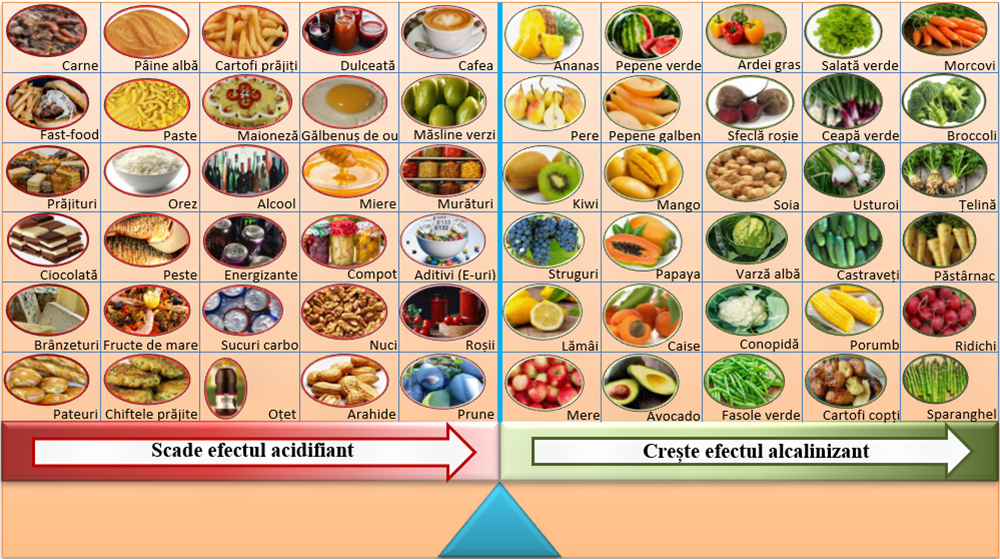 Carne
Pâine albă
Cartofi prăjiți
Dulceată
Cafea
Ananas
Pepene verde
Ardei gras
Salată verde
Morcovi
Fast-food
Paste
Maioneză
Gălbenuș de ou
Măsline verzi
Pere
Pepene galben
Sfeclă roșie
Ceapă verde
Broccoli
Prăjituri
Orez
Alcool
Miere
Murături
Kiwi
Mango
Soia
Usturoi
Țelină
Ciocolată
Peste
Energizante
Compot
Aditivi (E-uri)
Struguri
Papaya
Varză albă
Castraveți
Păstârnac
Brânzeturi
Fructe de mare
Sucuri carbo
Nuci
Roșii
Lămâi
Caise
Conopidă
Porumb
Ridichi
Pateuri
Chiftele prăjite
Oțet
Arahide
Prune
Mere
Avocado
Fasole verde
Cartofi copți
Sparanghel
Scade efectul acidifiant
Crește efectul alcalinizant